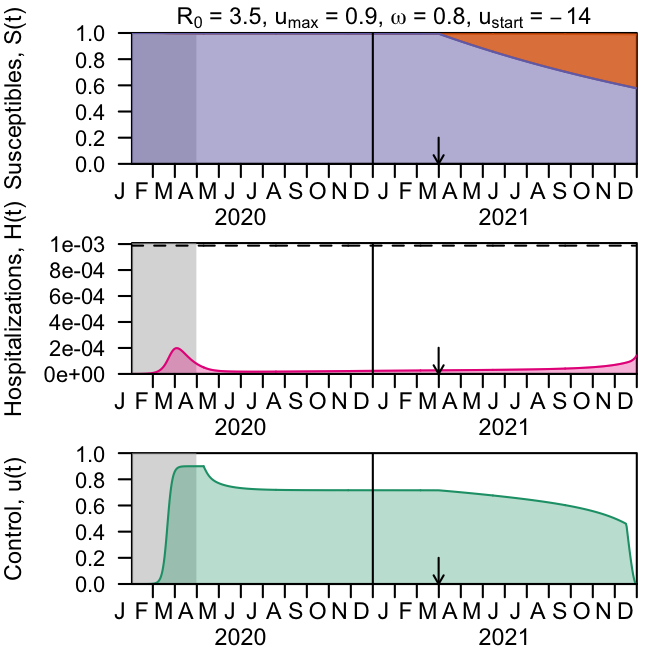 R₀ = 3.5, uₘₐₓ = 0.9, ω = 0.8, u_start = − 14
Susceptibles, S(t)
1.0
0.8
0.6
0.4
0.2
0.0
J F M A M J J A S O N D J F M A M J J A S O N D
2020 2021
Hospitalizations, H(t)
1e-03
8e-04
6e-04
4e-04
2e-04
0e+00
J F M A M J J A S O N D J F M A M J J A S O N D
2020 2021
Control, u(t)
1.0
0.8
0.6
0.4
0.2
0.0
J F M A M J J A S O N D J F M A M J J A S O N D
2020 2021